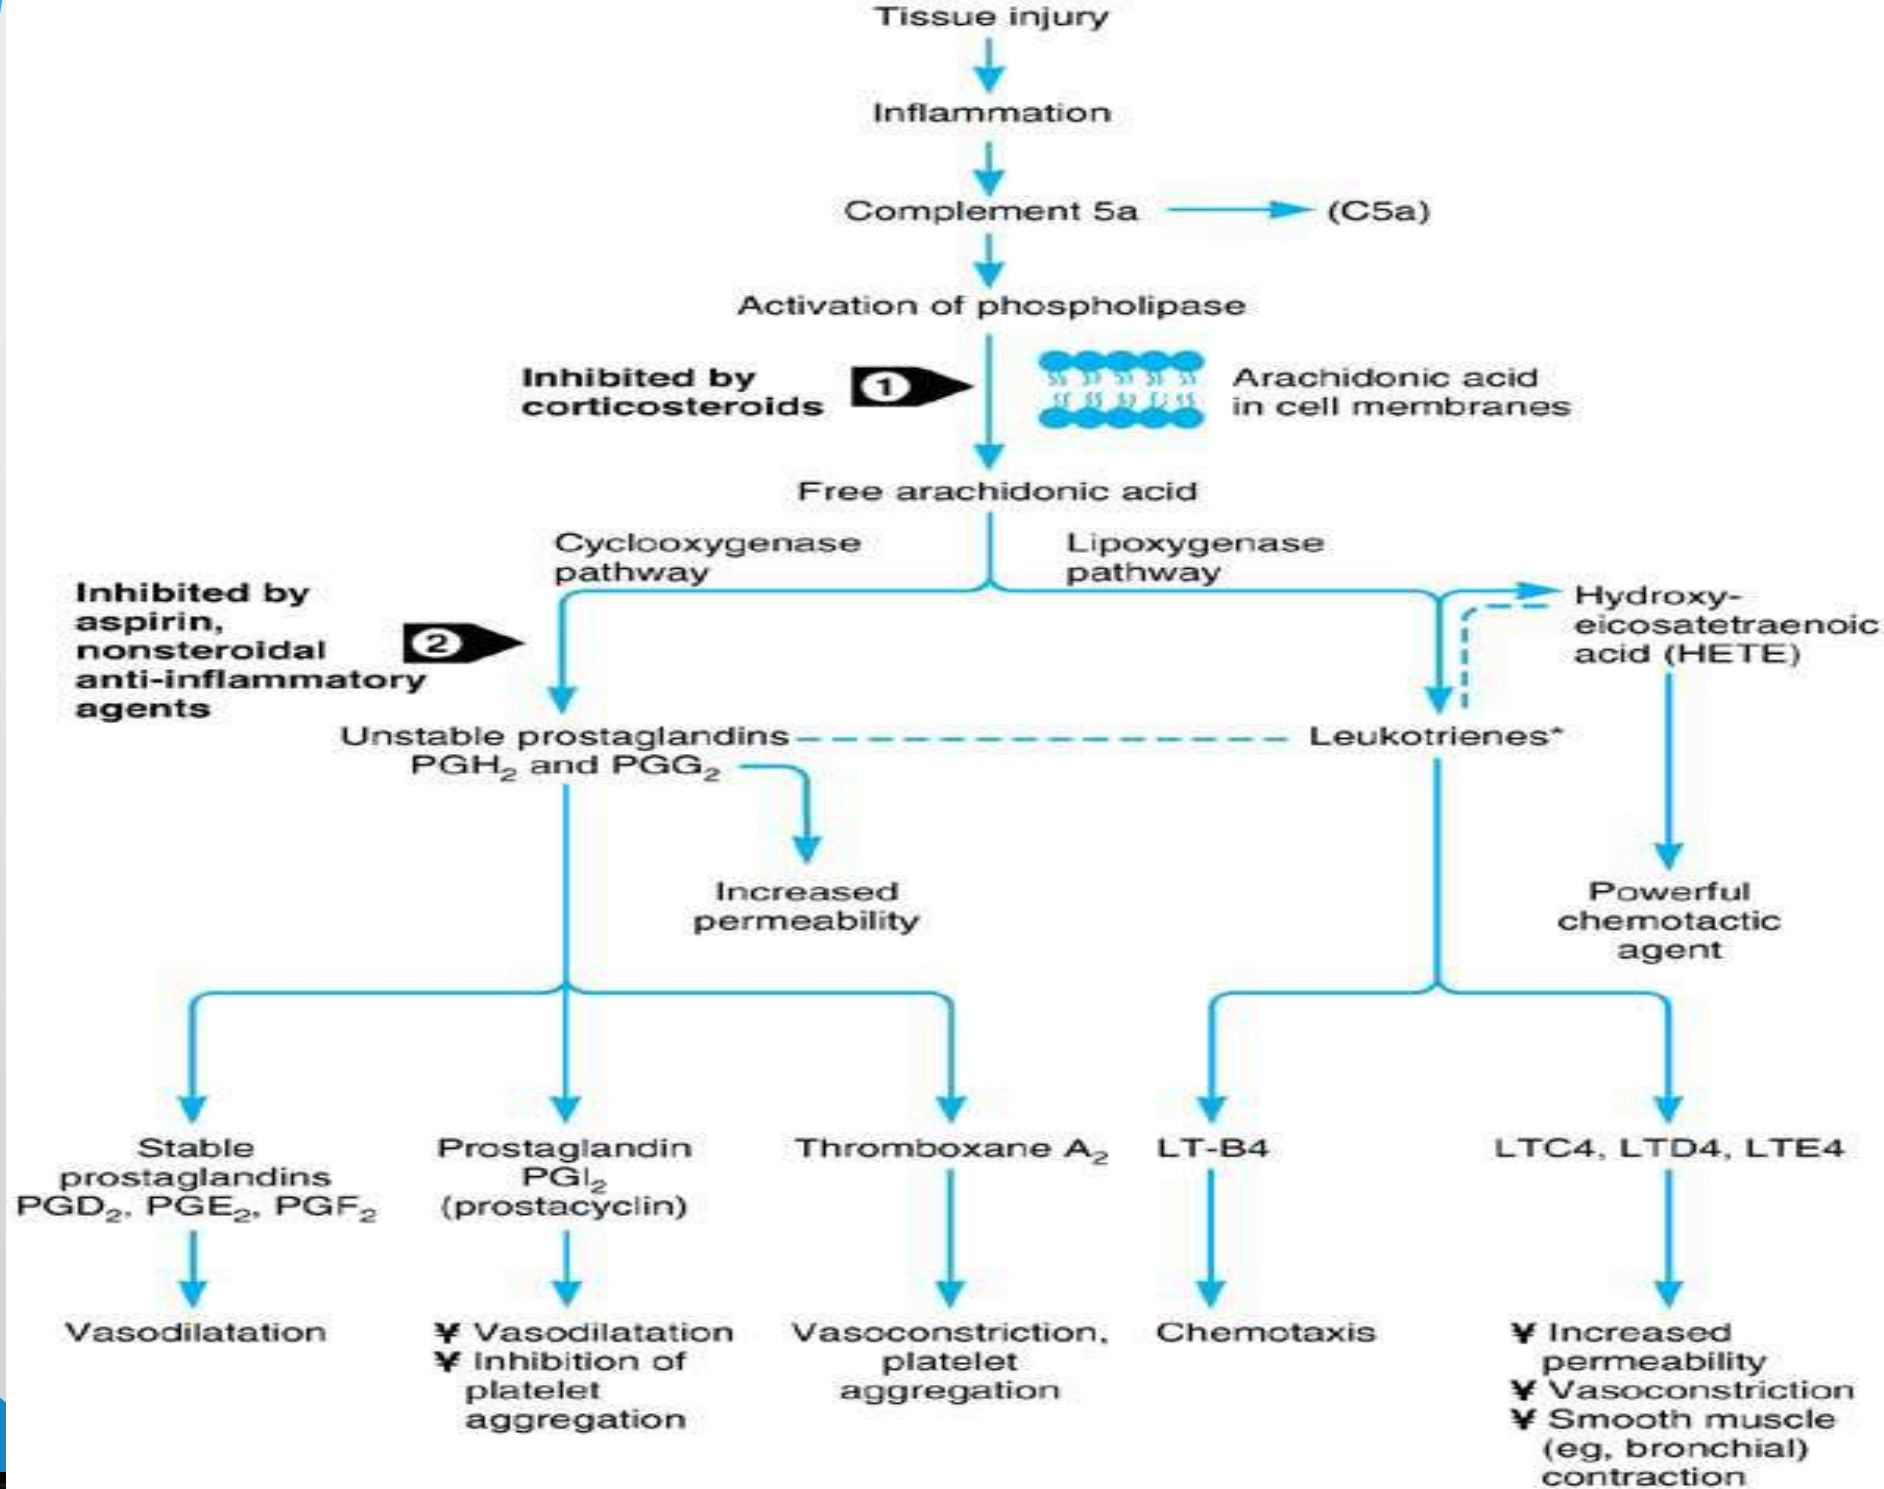 Tissue injury
Inflammation
Complement 5a
(C5a)
Activation of phospholipase
Inhibited by
corticosteroids
1
Arachidonic acid
in cell membranes
Free arachidonic acid
Cyclooxygenase
pathway
Lipoxygenase
pathway
Inhibited by
aspirin,
nonsteroidal
anti-inflammatory
agents
2
Hydroxy-
eicosatetraenoic
acid (HETE)
Unstable prostaglandins
PGH₂ and PGG₂
Leukotrienes*
Increased
permeability
Powerful
chemotactic
agent
Stable
prostaglandins
PGD₂, PGE₂, PGF₂
Prostaglandin
PGI₂
(prostacyclin)
Thromboxane A₂
LT-B4
LTC4, LTD4, LTE4
Vasodilatation
¥ Vasodilatation
¥ Inhibition of
platelet
aggregation
Vasoconstriction,
platelet
aggregation
Chemotaxis
¥ Increased
permeability
¥ Vasoconstriction
¥ Smooth muscle
(eg, bronchial)
contraction